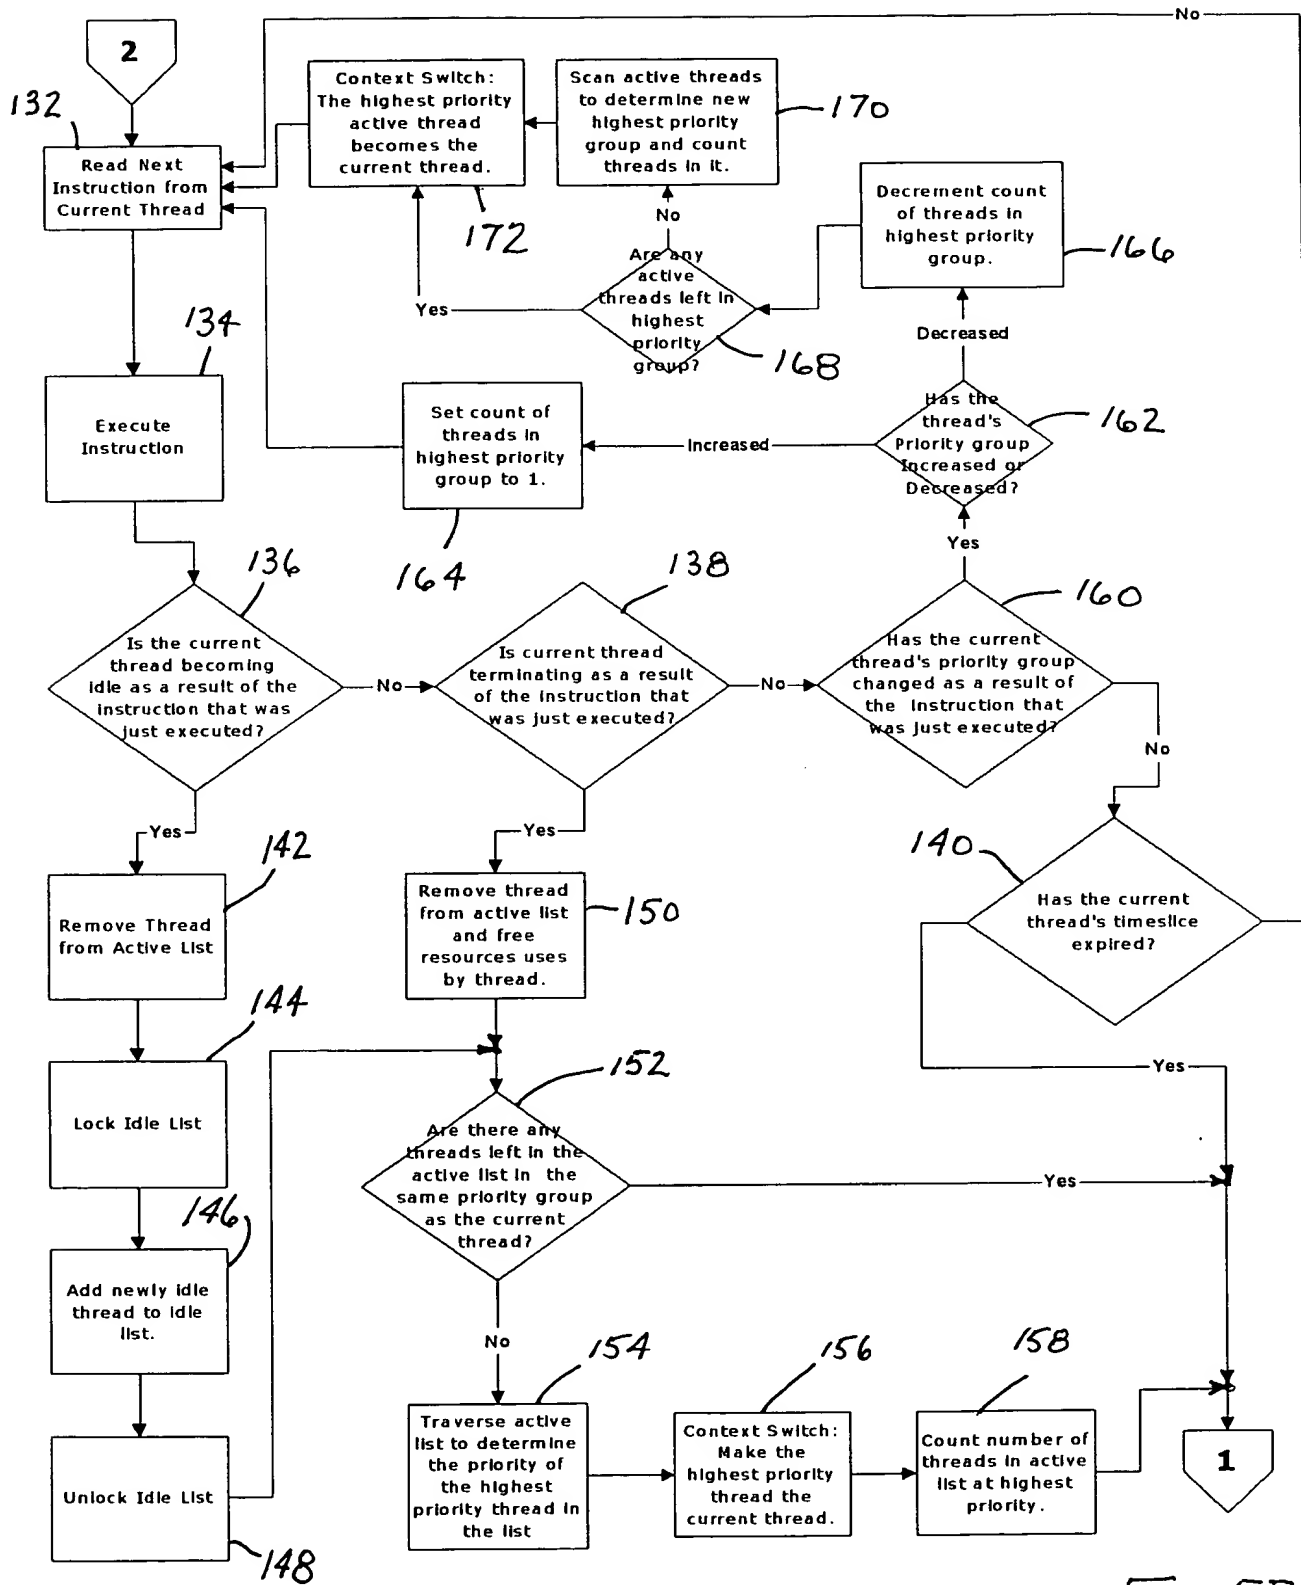 No
2
132
Read Next
Instruction from
Current Thread
Context Switch:
The highest priority
active thread
becomes the
current thread.
172
Scan active threads
to determine new
highest priority
group and count
threads in it.
170
No
Are any
active
threads left in
highest
priority
group?
168
Yes
Decrement count
of threads in
highest priority
group.
166
Decreased
Has the
thread's
Priority group
Increased or
Decreased?
162
Increased
Set count of
threads in
highest priority
group to 1.
164
134
Execute
Instruction
136
Is the current
thread becoming
idle as a result of the
instruction that was
just executed?
No
138
Is current thread
terminating as a result
of the instruction that
was just executed?
No
Yes
160
Has the current
thread's priority group
changed as a result of
the instruction that
was just executed?
No
Yes
142
Remove Thread
from Active List
Yes
Remove thread
from active list
and free
resources uses
by thread.
150
140
Has the current
thread's timeslice
expired?
Yes
144
Lock Idle List
152
Are there any
threads left in the
active list in the
same priority group
as the current
thread?
Yes
146
Add newly idle
thread to idle
list.
No
154
Traverse active
list to determine
the priority of
the highest
priority thread in
the list
156
Context Switch:
Make the
highest priority
thread the
current thread.
158
Count number of
threads in active
list at highest
priority.
1
Unlock Idle List
148